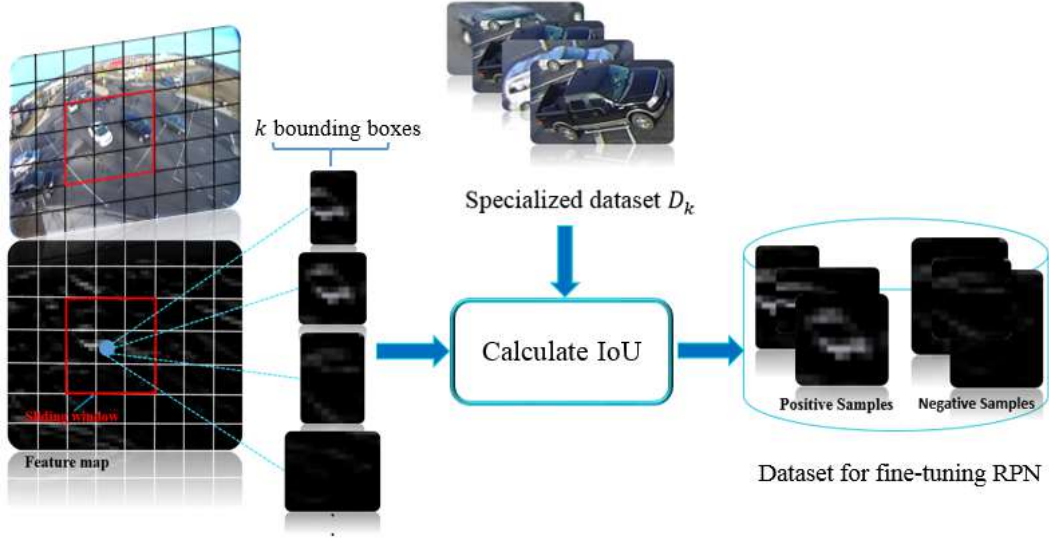 k bounding boxes
Specialized dataset D_k
Sliding window
Feature map
Calculate IoU
Positive Samples
Negative Samples
Dataset for fine-tuning RPN